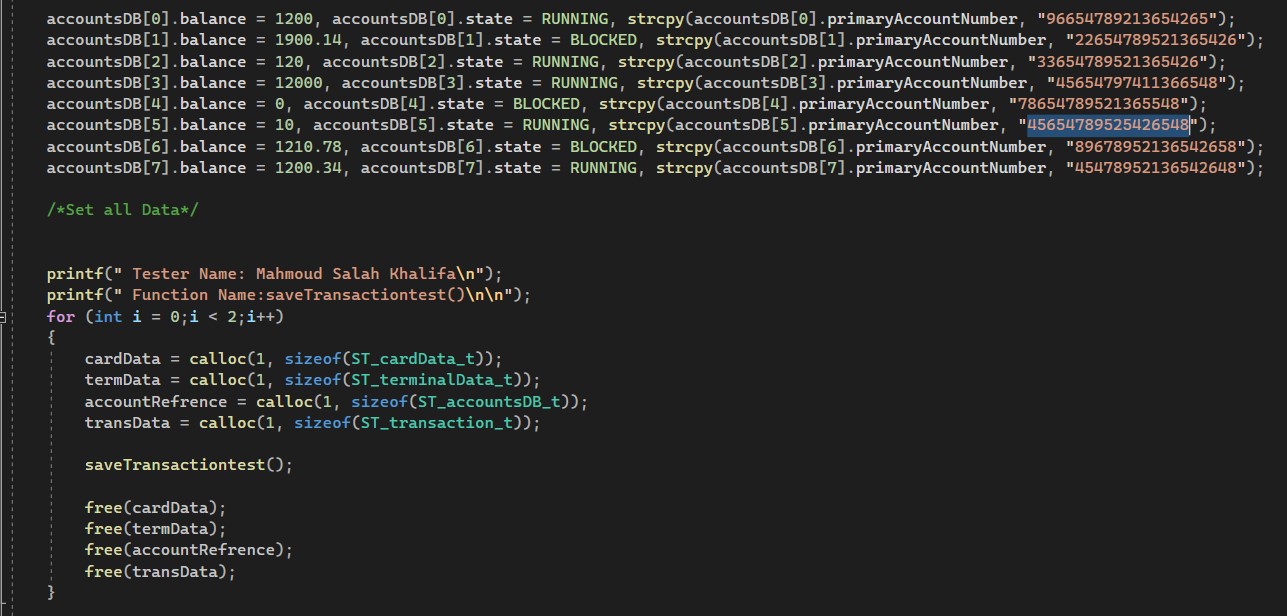 accountsDB[0].balance = 1200, accountsDB[0].state = RUNNING, strcpy(accountsDB[0].primaryAccountNumber, "96654789213654265");
accountsDB[1].balance = 1900.14, accountsDB[1].state = BLOCKED, strcpy(accountsDB[1].primaryAccountNumber, "22654789521365426");
accountsDB[2].balance = 120, accountsDB[2].state = RUNNING, strcpy(accountsDB[2].primaryAccountNumber, "33654789521365426");
accountsDB[3].balance = 12000, accountsDB[3].state = RUNNING, strcpy(accountsDB[3].primaryAccountNumber, "45654797411366548");
accountsDB[4].balance = 0, accountsDB[4].state = BLOCKED, strcpy(accountsDB[4].primaryAccountNumber, "78654789521365548");
accountsDB[5].balance = 10, accountsDB[5].state = RUNNING, strcpy(accountsDB[5].primaryAccountNumber, "45654789525426548");
accountsDB[6].balance = 1210.78, accountsDB[6].state = BLOCKED, strcpy(accountsDB[6].primaryAccountNumber, "89678952136542658");
accountsDB[7].balance = 1200.34, accountsDB[7].state = RUNNING, strcpy(accountsDB[7].primaryAccountNumber, "45478952136542648");
/*Set all Data*/
printf(" Tester Name: Mahmoud Salah Khalifa\n");
printf(" Function Name:saveTransactiontest()\n\n");
for (int i = 0;i < 2;i++)
{
cardData = calloc(1, sizeof(ST_cardData_t));
termData = calloc(1, sizeof(ST_terminalData_t));
accountRefrence = calloc(1, sizeof(ST_accountsDB_t));
transData = calloc(1, sizeof(ST_transaction_t));
saveTransactiontest();
free(cardData);
free(termData);
free(accountRefrence);
free(transData);
}